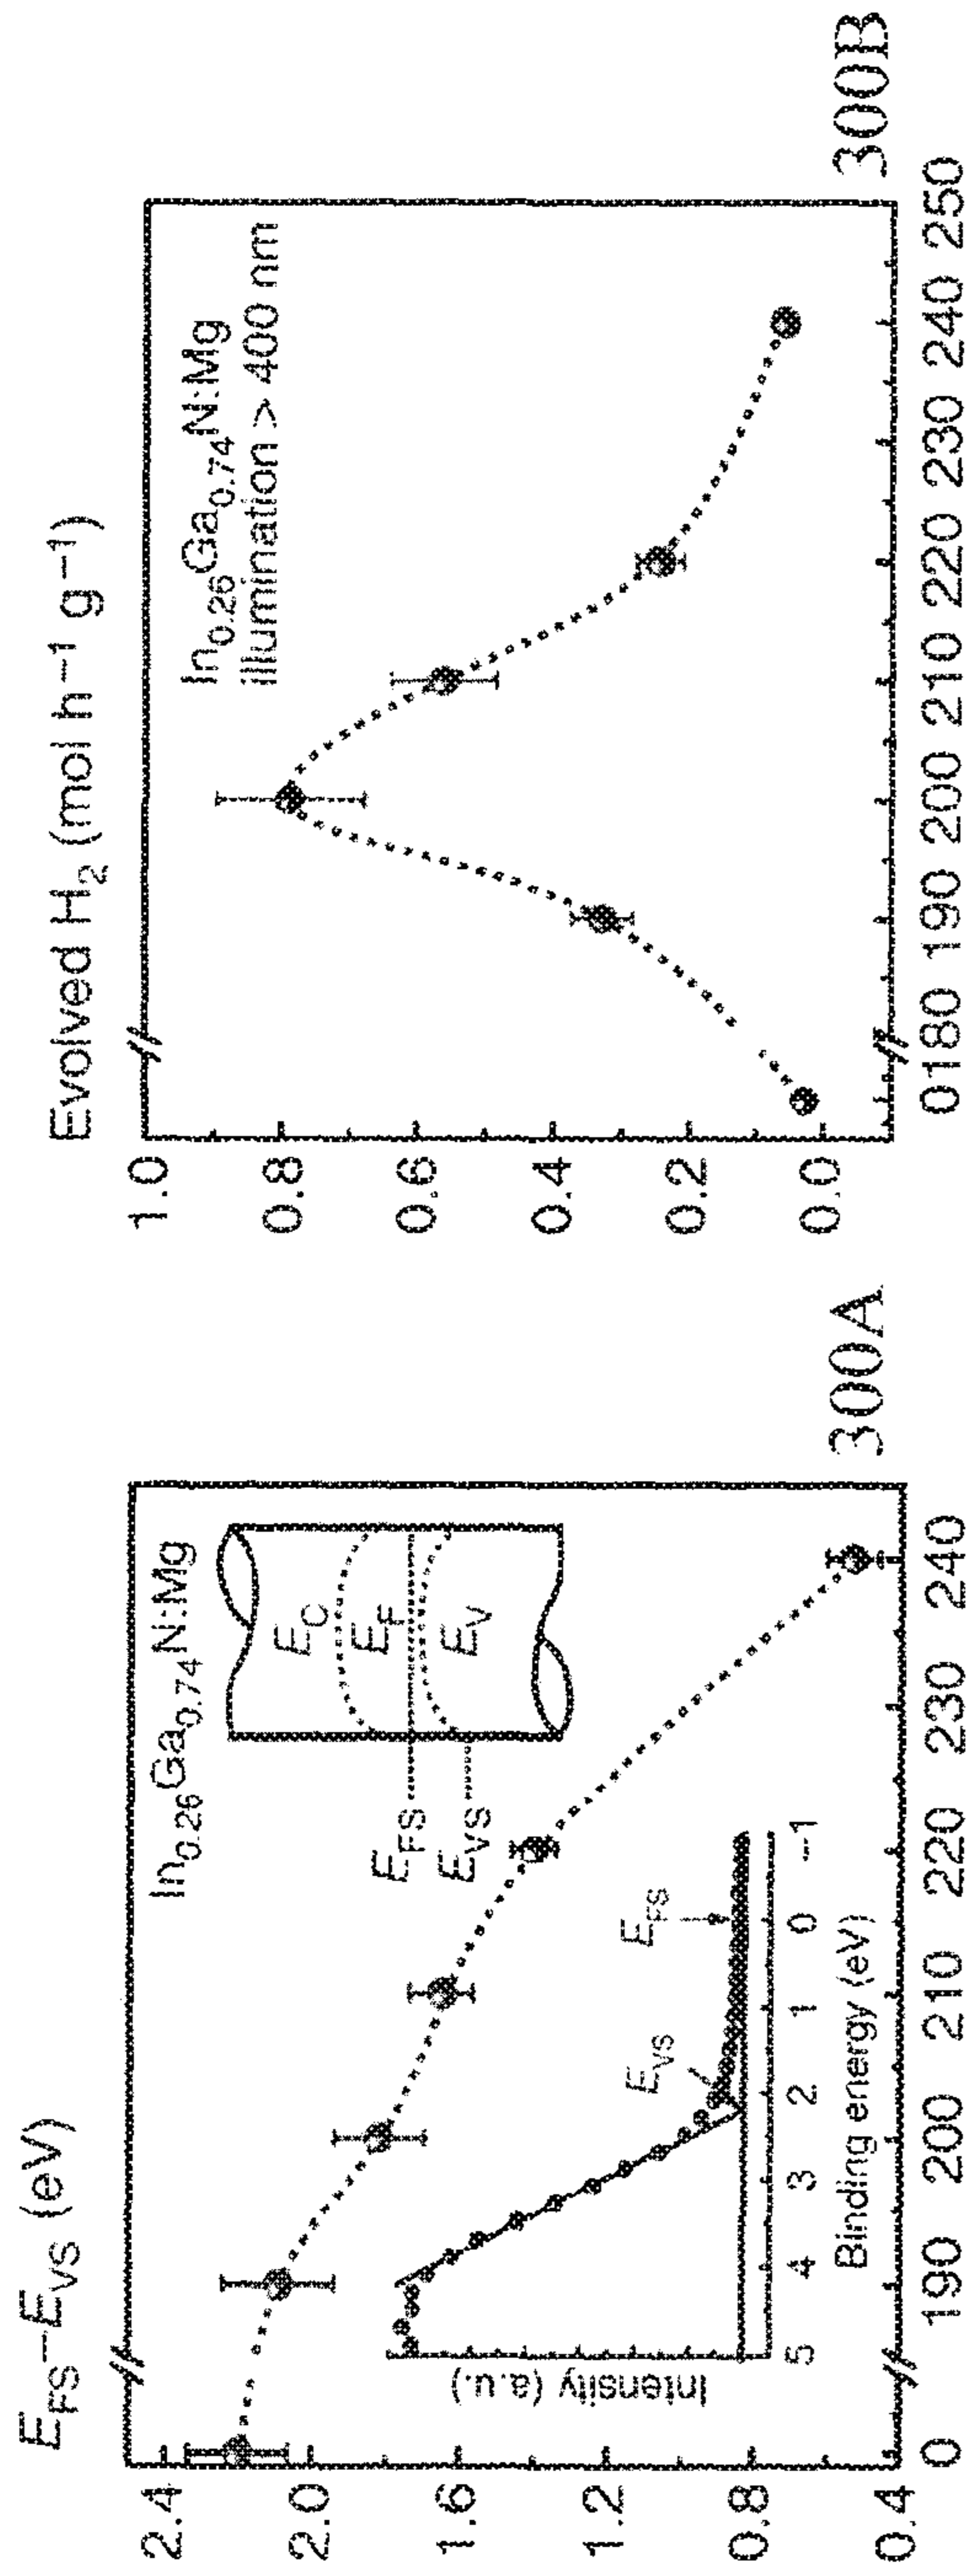 E_FS–E_VS (eV)
2.4
2.0
1.6
1.2
0.8
0.4
In0.26Ga0.74N:Mg
E_C
E_F
E_V
E_FS
E_VS
Intensity (a.u.)
E_VS
E_FS
5 4 3 2 1 0 –1
Binding energy (eV)
0 190 200 210 220 230 240
300A
Evolved H2 (mol h–1 g–1)
1.0
0.8
0.6
0.4
0.2
0.0
In0.26Ga0.74N:Mg
illumination > 400 nm
0 180 190 200 210 220 230 240 250
300B